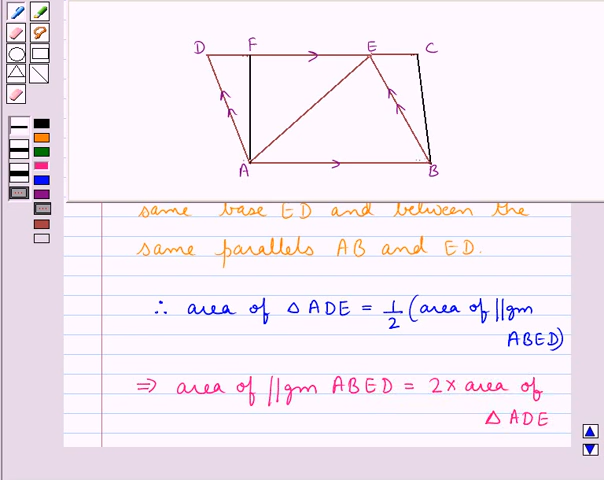 D F E C
A B
same base ED and between the
same parallels AB and ED.
∴ area of △ ADE = 1/2 (area of ||gm
ABED)
⇒ area of ||gm ABED = 2 × area of
△ ADE